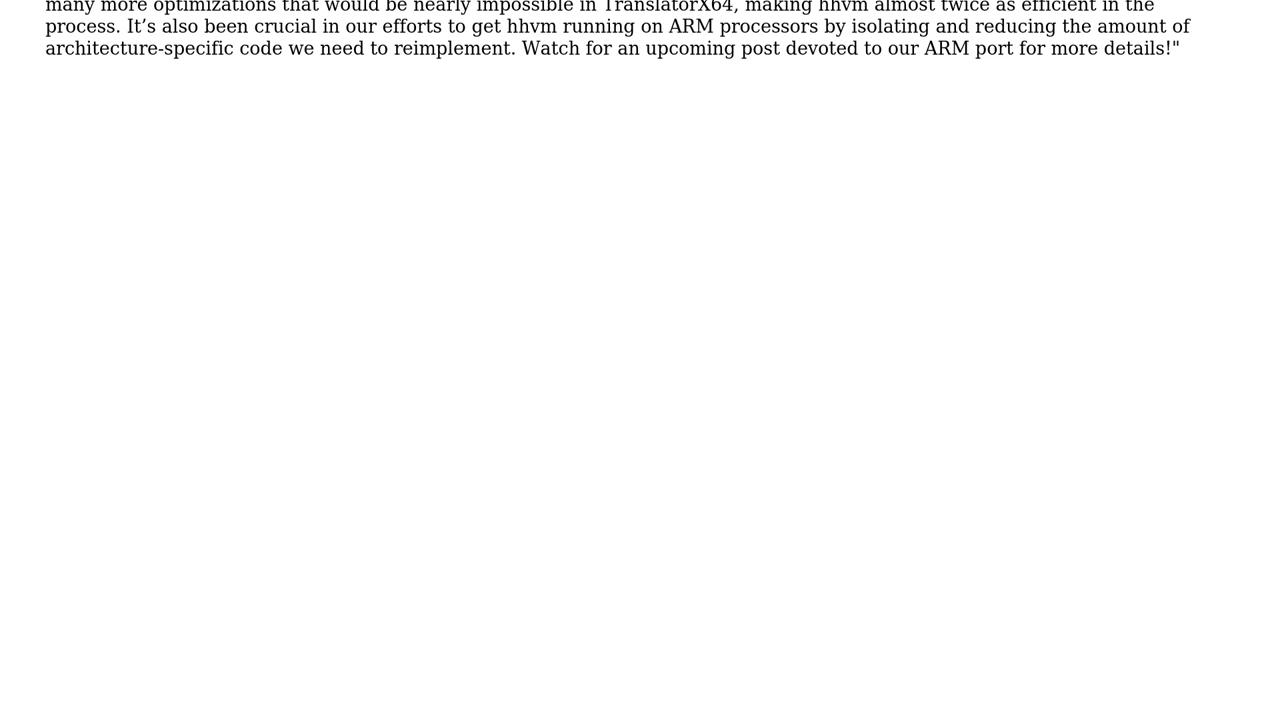 many more optimizations that would be nearly impossible in TranslatorX64, making hhvm almost twice as efficient in the
process. It’s also been crucial in our efforts to get hhvm running on ARM processors by isolating and reducing the amount of
architecture-specific code we need to reimplement. Watch for an upcoming post devoted to our ARM port for more details!"